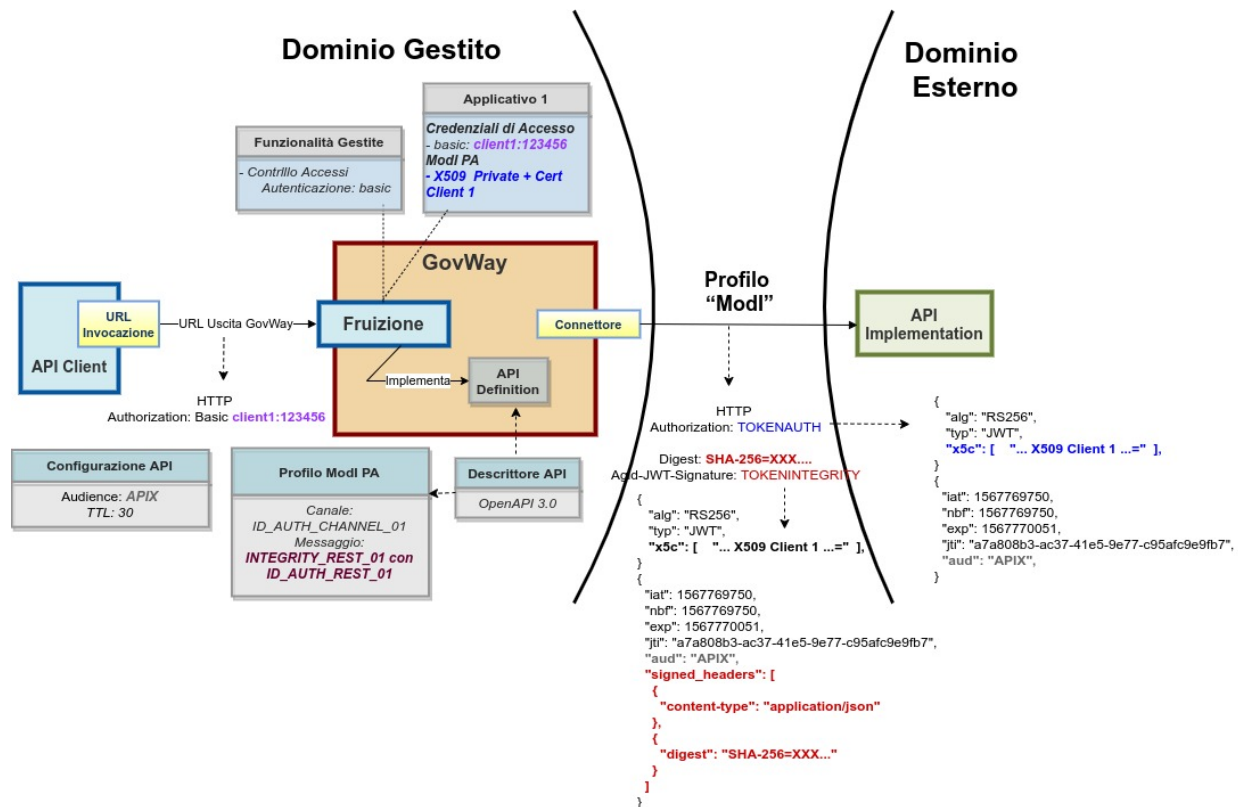 Dominio Gestito
Dominio
Esterno
Applicativo 1
Credenziali di Accesso
- basic: client1:123456
ModI PA
- X509 Private + Cert
Client 1
Funzionalità Gestite
- Contrlllo Accessi
Autenticazione: basic
GovWay
Profilo
“ModI”
URL
Invocazione
API Client
URL Uscita GovWay
Fruizione
Connettore
API
Implementation
Implementa
API
Definition
HTTP
Authorization: Basic client1:123456
HTTP
Authorization: TOKENAUTH
Digest: SHA-256=XXX....
Agid-JWT-Signature: TOKENINTEGRITY
Configurazione API
Audience: APIX
TTL: 30
Profilo ModI PA
Canale:
ID_AUTH_CHANNEL_01
Messaggio:
INTEGRITY_REST_01 con
ID_AUTH_REST_01
Descrittore API
OpenAPI 3.0
{
"alg": "RS256",
"typ": "JWT",
"x5c": [ "... X509 Client 1 ...=" ],
}
{
"iat": 1567769750,
"nbf": 1567769750,
"exp": 1567770051,
"jti": "a7a808b3-ac37-41e5-9e77-c95afc9e9fb7",
"aud": "APIX",
"signed_headers": [
{
"content-type": "application/json"
},
{
"digest": "SHA-256=XXX..."
}
]
}
{
"alg": "RS256",
"typ": "JWT",
"x5c": [ "... X509 Client 1 ...=" ],
}
{
"iat": 1567769750,
"nbf": 1567769750,
"exp": 1567770051,
"jti": "a7a808b3-ac37-41e5-9e77-c95afc9e9fb7",
"aud": "APIX",
}